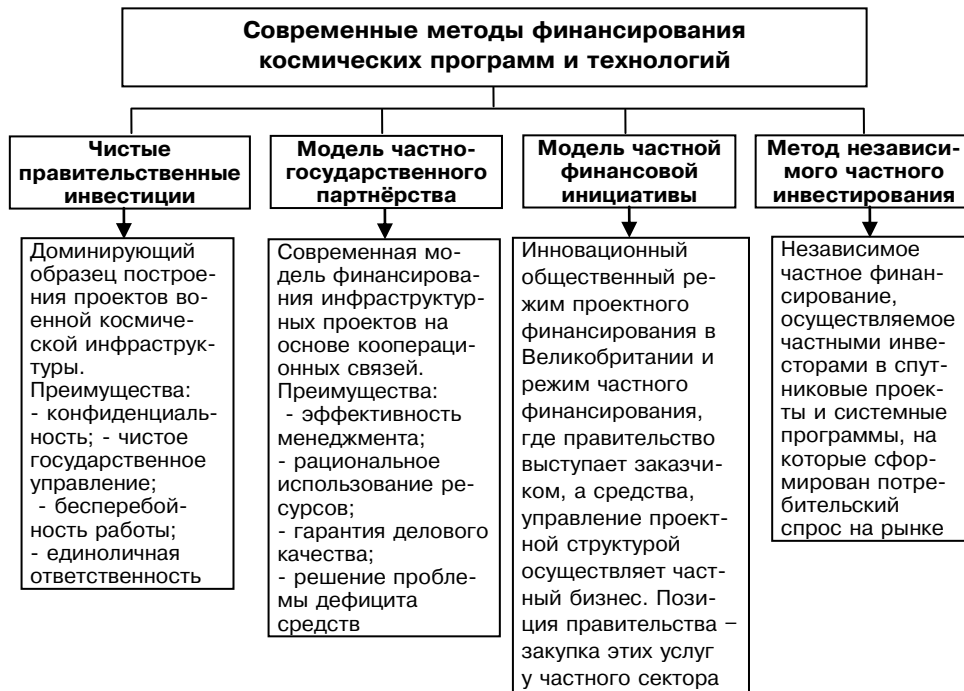 Современные методы финансирования
космических программ и технологий
Чистые
правительственные
инвестиции
Модель частно-
государственного
партнёрства
Модель частной
финансовой
инициативы
Метод независи-
мого частного
инвестирования
Доминирующий
образец построе-
ния проектов во-
енной космиче-
ской инфраструк-
туры.
Преимущества:
- конфиденциаль-
ность; - чистое
государственное
управление;
- бесперебой-
ность работы;
- единоличная
ответственность
Современная мо-
дель финансирова-
ния инфраструктур-
ных проектов на
основе коопераци-
онных связей.
Преимущества:
- эффективность
менеджмента;
- рациональное
использование ре-
сурсов;
- гарантия делового
качества;
- решение пробле-
мы дефицита
средств
Инновационный
общественный ре-
жим проектного
финансирования в
Великобритании и
режим частного
финансирования,
где правительство
выступает заказчи-
ком, а средства,
управление проект-
ной структурой
осуществляет част-
ный бизнес. Пози-
ция правительства –
закупка этих услуг
у частного сектора
Независимое
частное финан-
сирование,
осуществляемое
частными инве-
сторами в спут-
никовые проек-
ты и системные
программы, на
которые сфор-
мирован потре-
бительский
спрос на рынке